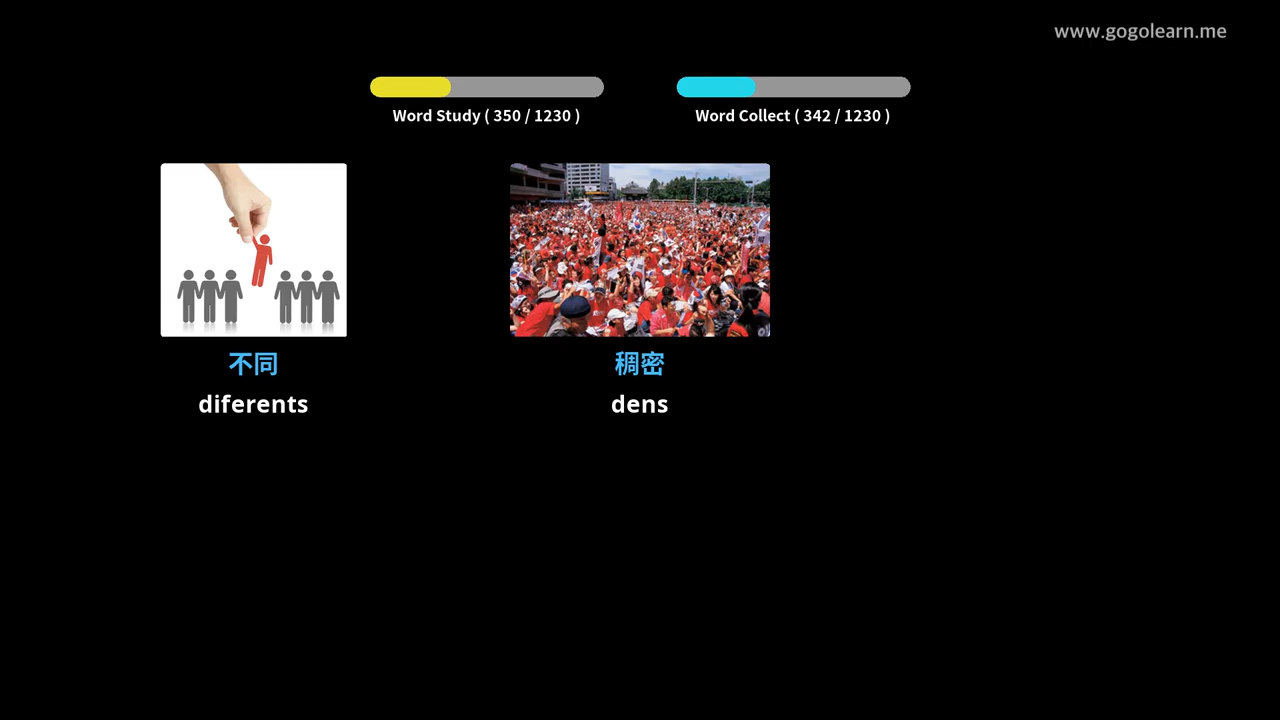 www.gogolearn.me
Word Study ( 350 / 1230 )
Word Collect ( 342 / 1230 )
不同
稠密
diferents
dens